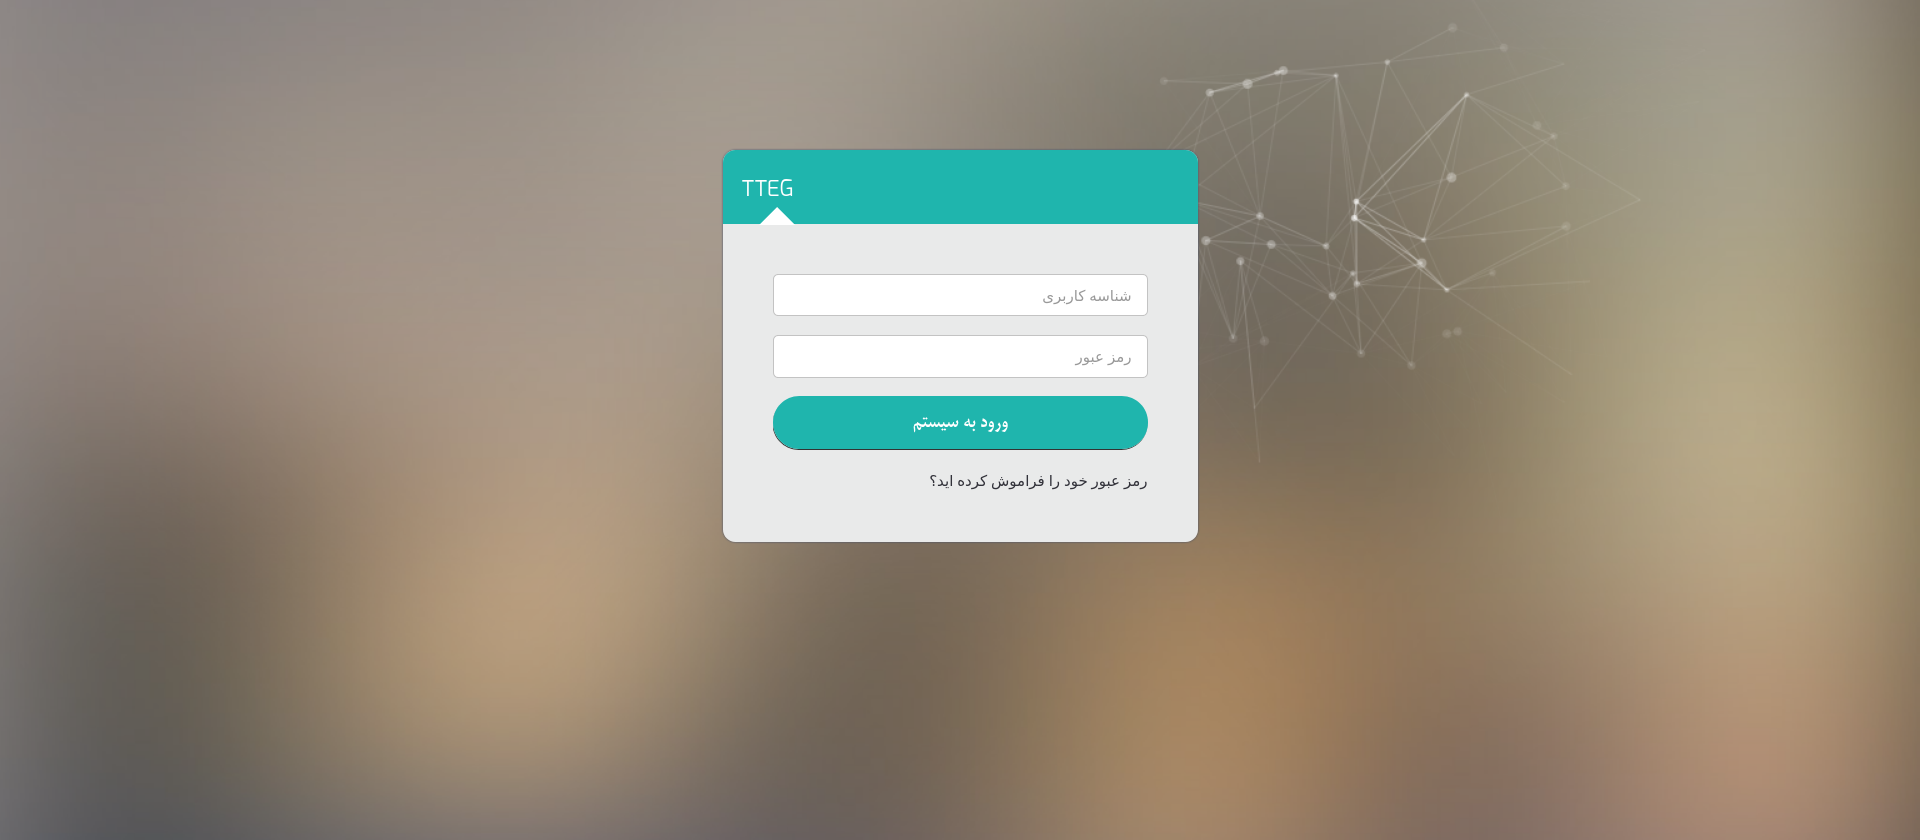 TTEG
شناسه کاربری
رمز عبور
ورود به سیستم
رمز عبور خود را فراموش کرده اید؟